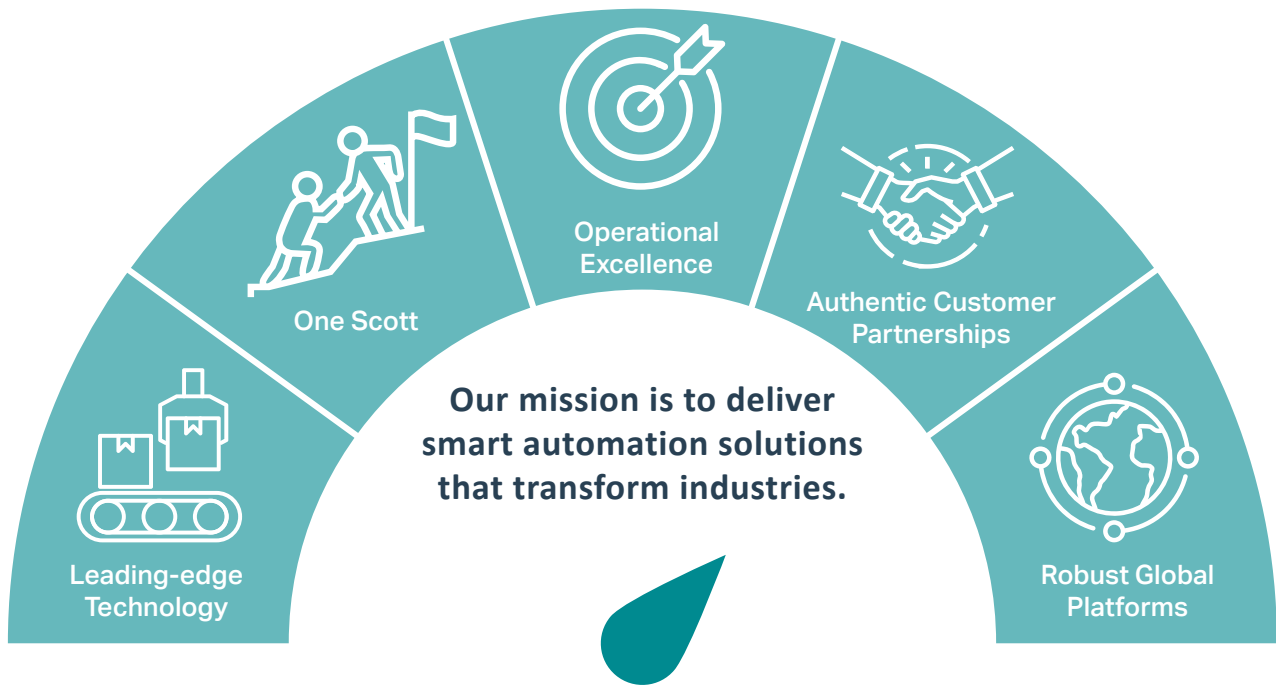 Operational
Excellence
One Scott
Authentic Customer
Partnerships
Our mission is to deliver
smart automation solutions
that transform industries.
Leading-edge
Technology
Robust Global
Platforms